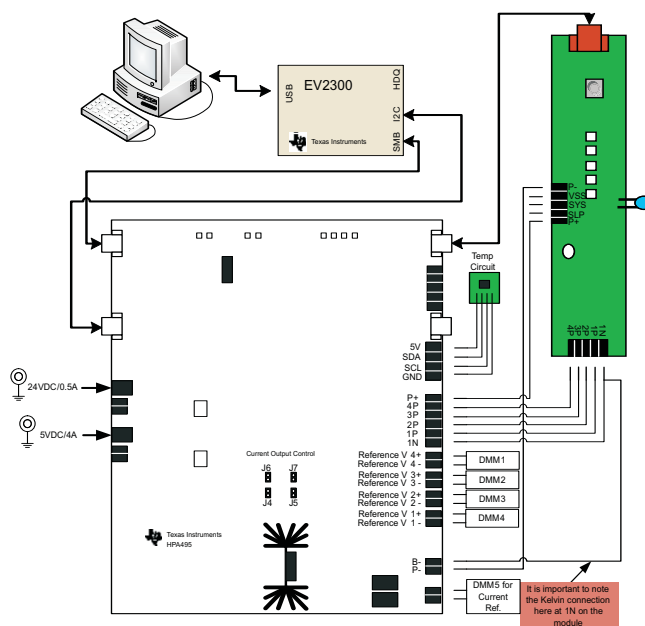 USB
EV2300
HDQ
I2C
SMB
Texas Instruments
P-
VSS
SYS
SLP
P+
Temp
Circuit
4P
3P
2P
1P
1N
5V
SDA
SCL
GND
24VDC/0.5A
5VDC/4A
P+
4P
3P
2P
1P
1N
Current Output Control
J6 J7
J4 J5
Reference V 4+
Reference V 4 -
Reference V 3+
Reference V 3 -
Reference V 2+
Reference V 2 -
Reference V 1+
Reference V 1 -
DMM1
DMM2
DMM3
DMM4
Texas Instruments
HPA495
B-
P-
DMM5 for
Current
Ref.
It is important to note
the Kelvin connection
here at 1N on the
module